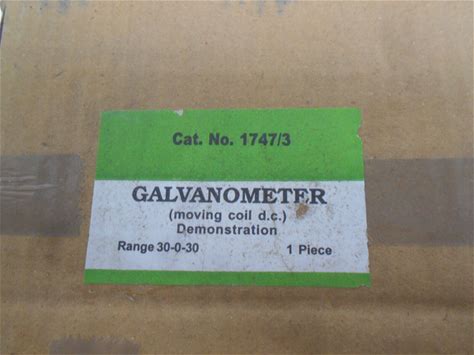 Cat. No. 1747/3
GALVANOMETER
(moving coil d.c.)
Demonstration
Range 30-0-30 1 Piece